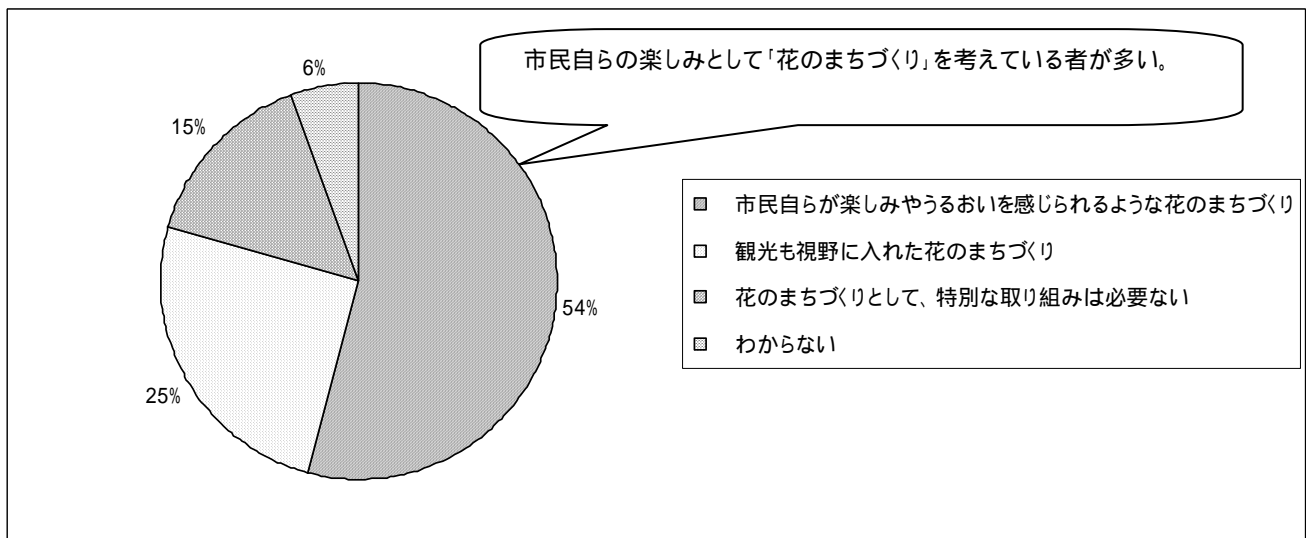 市民自らの楽しみとして「花のまちづくり」を考えている者が多い。
6%
15%
54%
25%
市民自らが楽しみやうるおいを感じられるような花のまちづくり
観光も視野に入れた花のまちづくり
花のまちづくりとして、特別な取り組みは必要ない
わからない